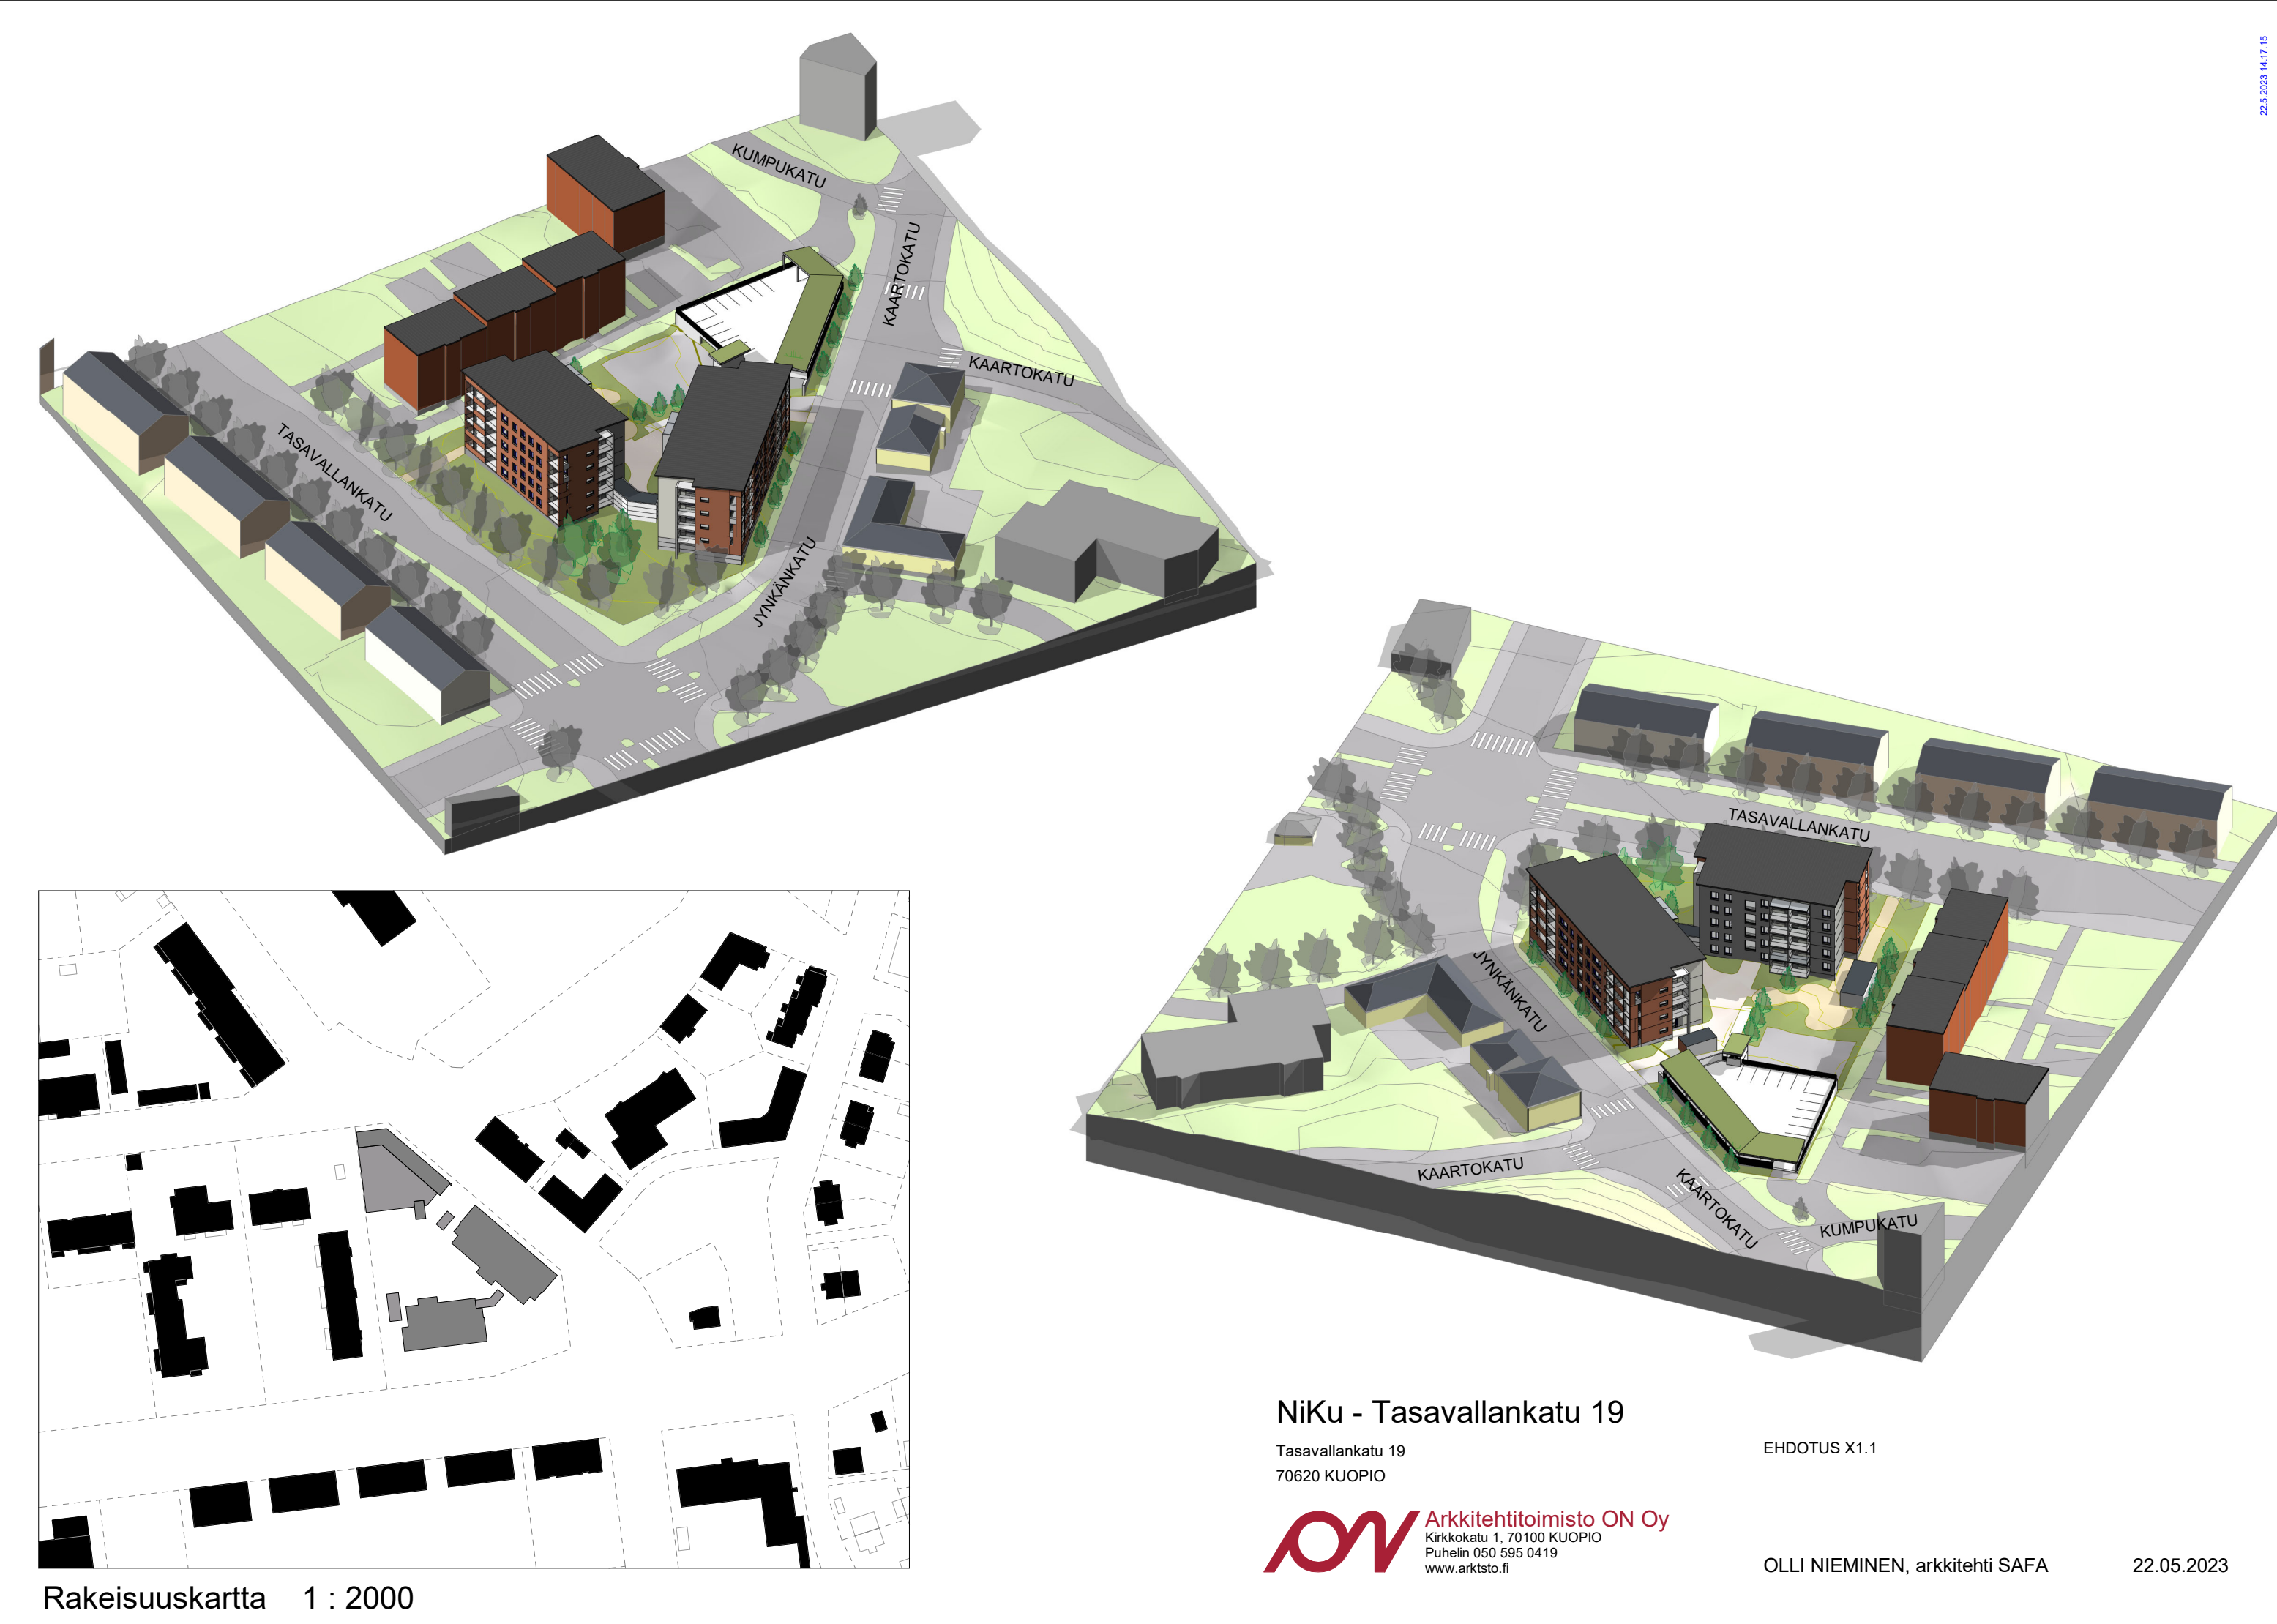 22.5.2023 14.17.15
KUMPUKATU
KAARTOKATU
KAARTOKATU
TASAVALLANKATU
JYNKÄNKATU
TASAVALLANKATU
JYNKÄNKATU
KAARTOKATU
KAARTOKATU
KUMPUKATU
NiKu - Tasavallankatu 19
Tasavallankatu 19
EHDOTUS X1.1
70620 KUOPIO
ON
Arkkitehtitoimisto ON Oy
Kirkkokatu 1, 70100 KUOPIO
Puhelin 050 595 0419
www.arktsto.fi
OLLI NIEMINEN, arkkitehti SAFA 22.05.2023
Rakeisuuskartta 1 : 2000